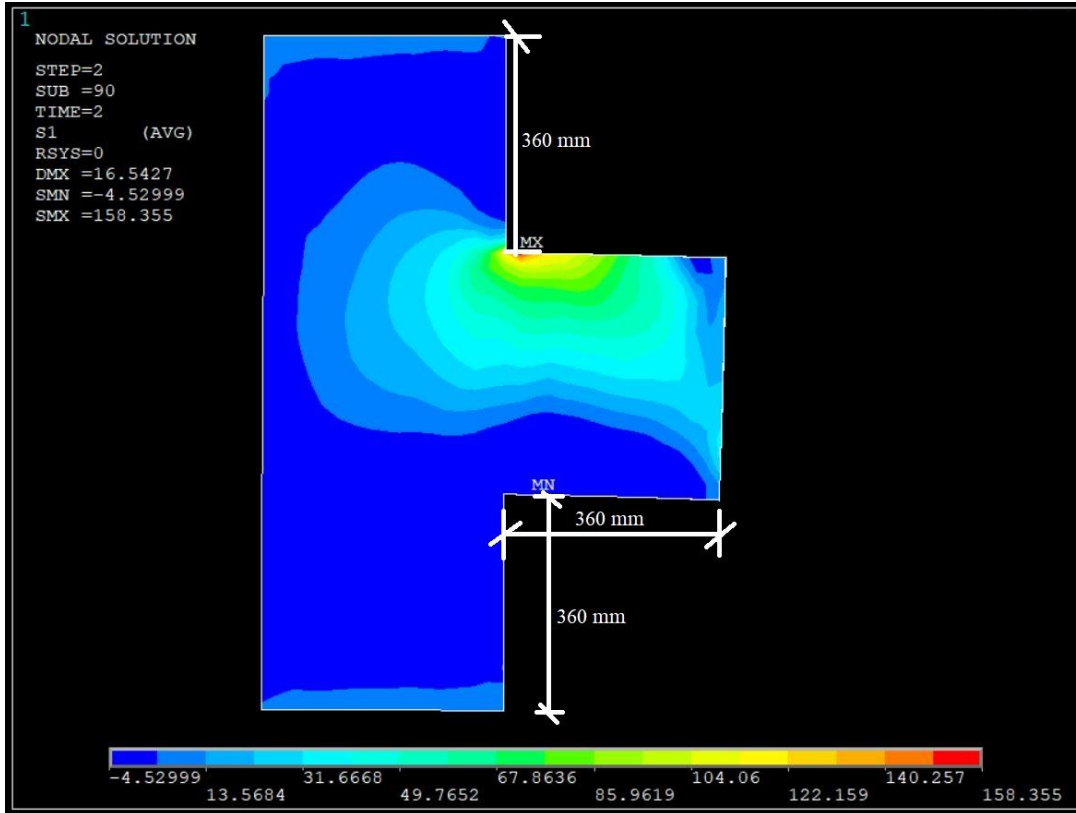 1
NODAL SOLUTION
STEP=2
SUB =90
TIME=2
S1 (AVG)
RSYS=0
DMX =16.5427
SMN =-4.52999
SMX =158.355
360 mm
MX
MN
360 mm
360 mm
-4.52999 31.6668 67.8636 104.06 140.257
13.5684 49.7652 85.9619 122.159 158.355